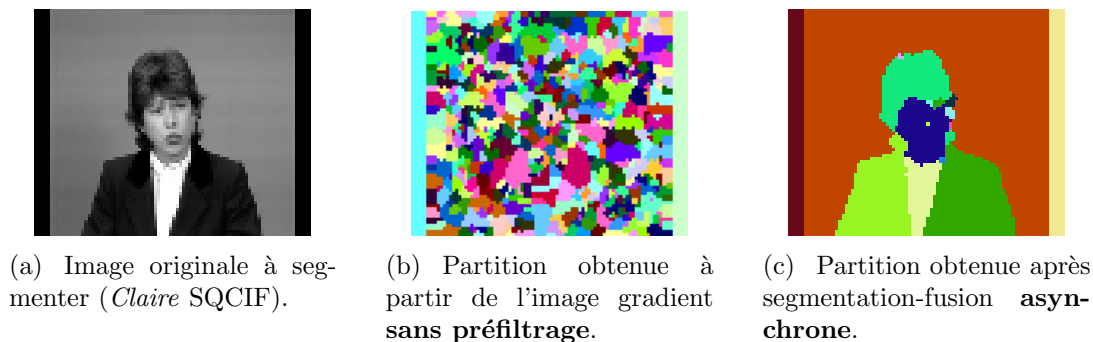 (a) Image originale à seg-
menter (Claire SQCIF).
(b) Partition obtenue à
partir de l'image gradient
sans préfiltrage.
(c) Partition obtenue après
segmentation-fusion asyn-
chrone.